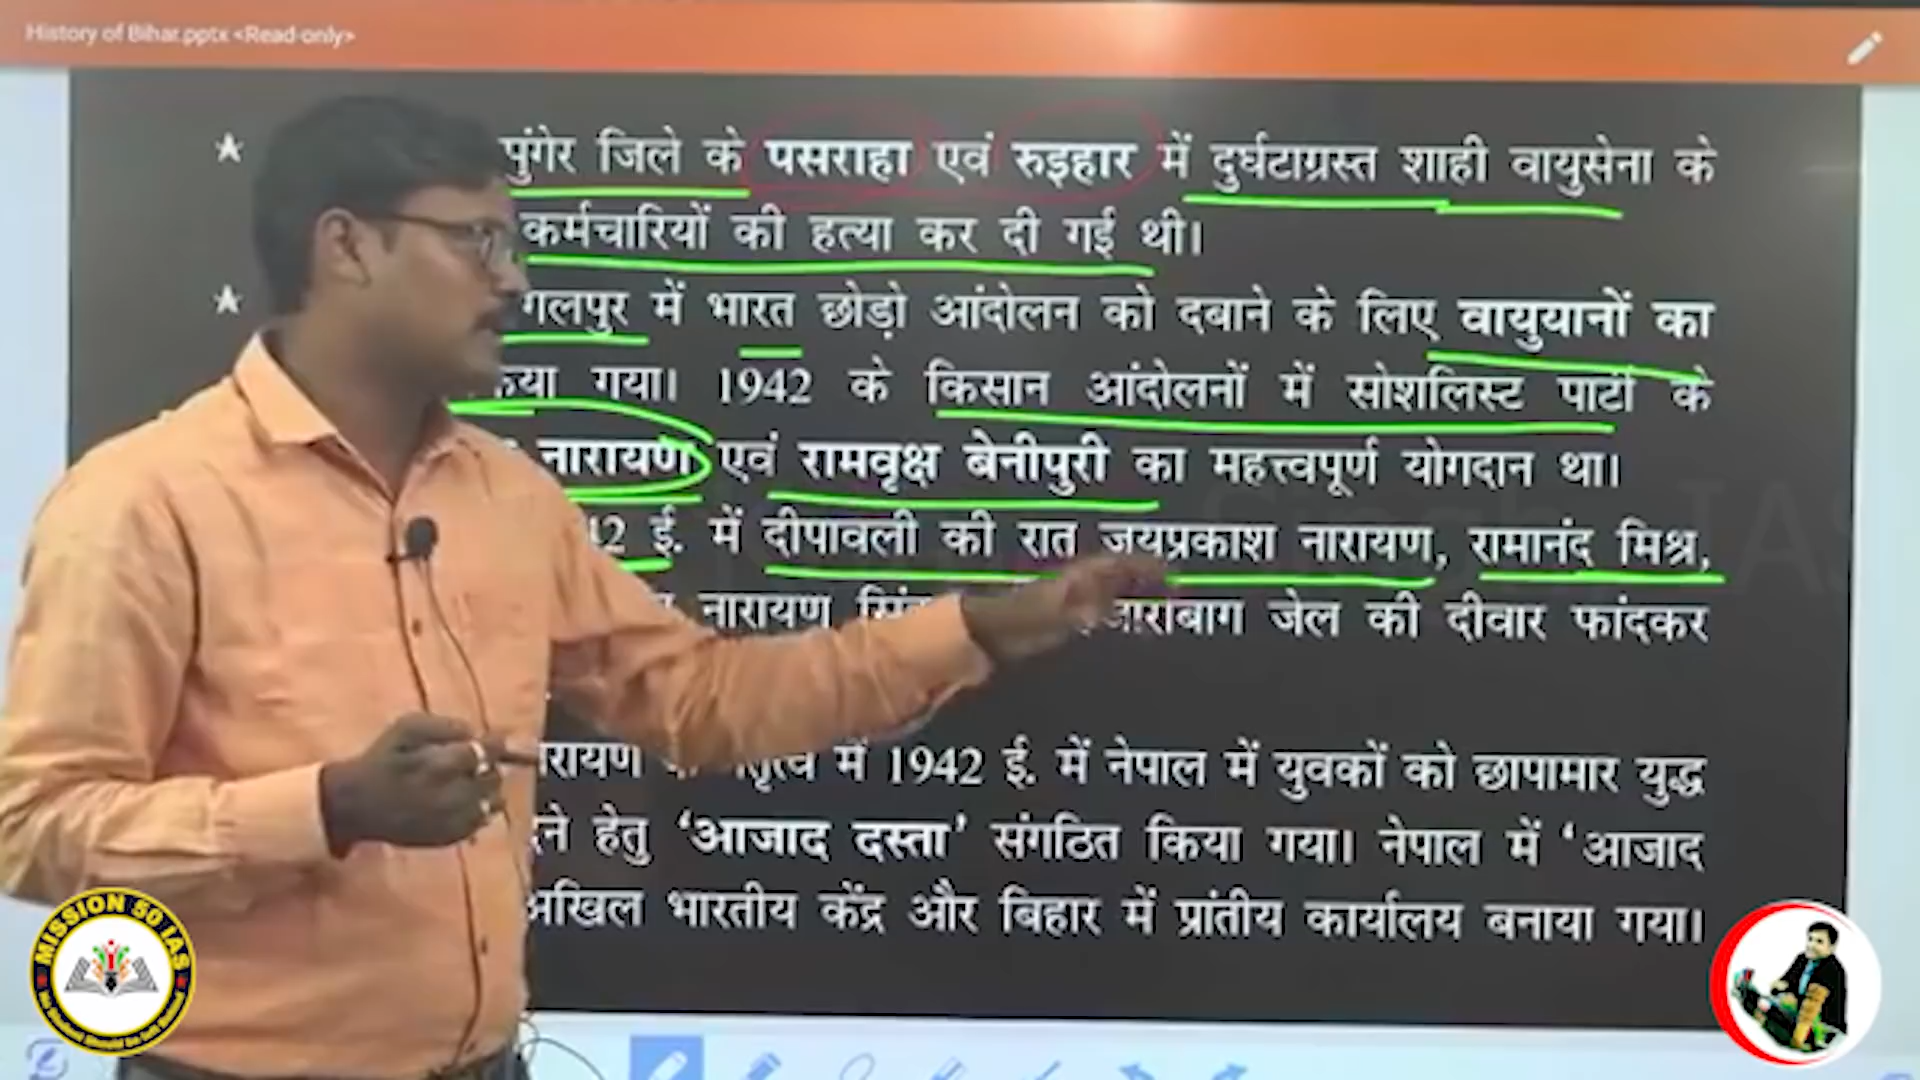 History of Bihar.pptx <Read-only>
★ मुंगेर जिले के पसराहा एवं रुइहार में दुर्घटाग्रस्त शाही वायुसेना के
कर्मचारियों की हत्या कर दी गई थी।
★ गलपुर में भारत छोड़ो आंदोलन को दबाने के लिए वायुयानों का
किया गया। 1942 के किसान आंदोलनों में सोशलिस्ट पार्टी के
नारायण एवं रामवृक्ष बेनीपुरी का महत्त्वपूर्ण योगदान था।
42 ई. में दीपावली की रात जयप्रकाश नारायण, रामानंद मिश्र,
नारायण जारीबाग जेल की दीवार फांदकर
रायण में 1942 ई. में नेपाल में युवकों को छापामार युद्ध
हेतु ‘आजाद दस्ता’ संगठित किया गया। नेपाल में ‘आजाद
अखिल भारतीय केंद्र और बिहार में प्रांतीय कार्यालय बनाया गया।
MISSION 50 IAS